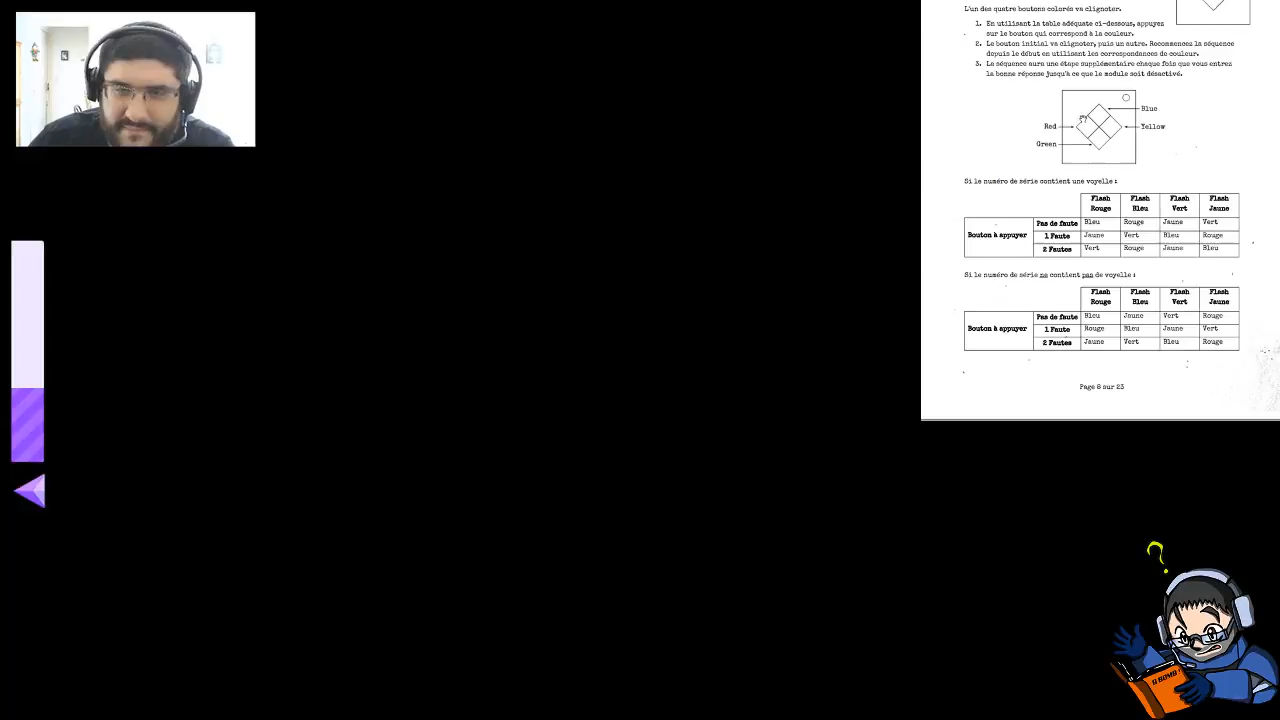 L'un des quatre boutons colorés va clignoter.
1. En utilisant la table adéquate ci-dessous, appuyez
sur le bouton qui correspond à la couleur.
2. Le bouton initial va clignoter, puis un autre. Recommencez la séquence
depuis le début en utilisant les correspondances de couleur.
3. La séquence aura une étape supplémentaire chaque fois que vous entrez
la bonne réponse jusqu'à ce que le module soit désactivé.
Blue
Red
Yellow
Green
Si le numéro de série contient une voyelle :
Flash Rouge Flash Bleu Flash Vert Flash Jaune
Pas de faute Bleu Rouge Jaune Vert
Bouton à appuyer 1 Faute Jaune Vert Bleu Rouge
2 Fautes Vert Rouge Jaune Bleu
Si le numéro de série ne contient pas de voyelle :
Flash Rouge Flash Bleu Flash Vert Flash Jaune
Pas de faute Bleu Jaune Vert Rouge
Bouton à appuyer 1 Faute Rouge Bleu Jaune Vert
2 Fautes Jaune Vert Bleu Rouge
Page 8 sur 23
?